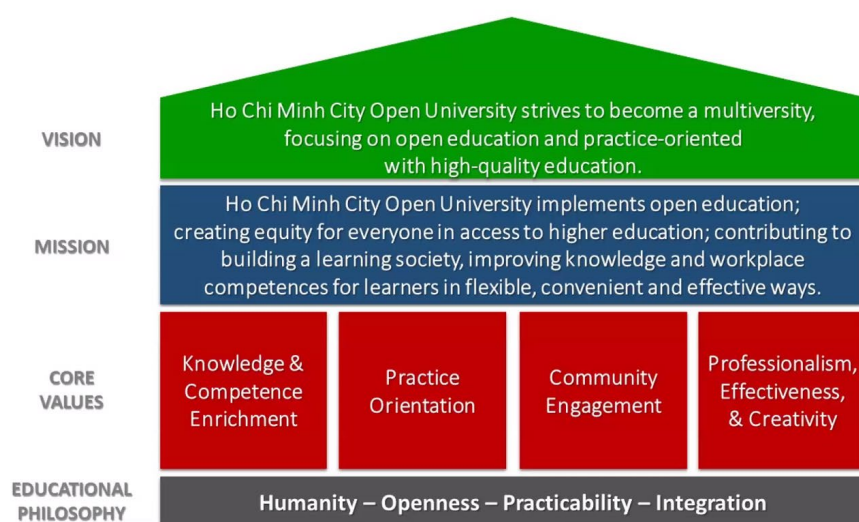 VISION
Ho Chi Minh City Open University strives to become a multiversity,
focusing on open education and practice-oriented
with high-quality education.
MISSION
Ho Chi Minh City Open University implements open education;
creating equity for everyone in access to higher education; contributing to
building a learning society, improving knowledge and workplace
competences for learners in flexible, convenient and effective ways.
CORE
VALUES
Knowledge &
Competence
Enrichment
Practice
Orientation
Community
Engagement
Professionalism,
Effectiveness,
& Creativity
EDUCATIONAL
PHILOSOPHY
Humanity – Openness – Practicability – Integration